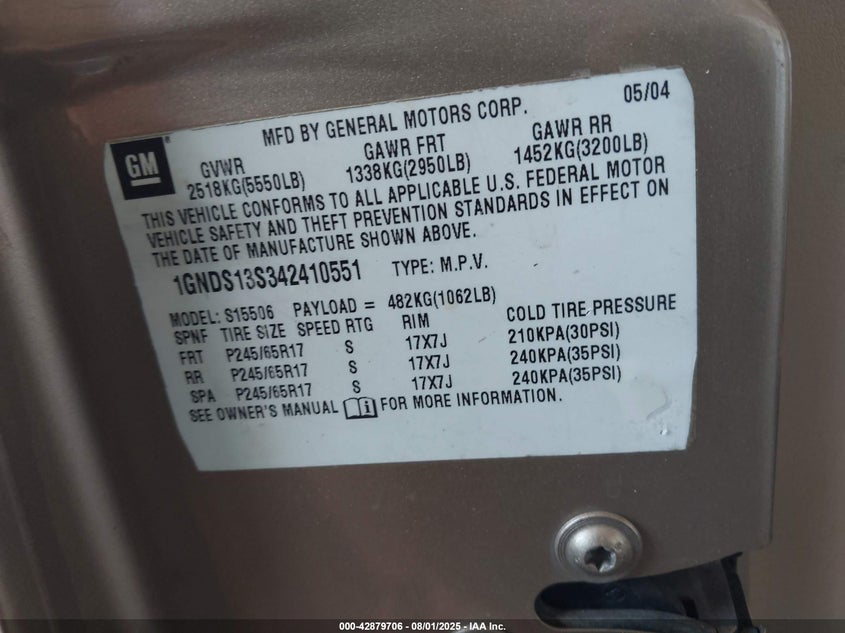 MFD BY GENERAL MOTORS CORP. 05/04
GM
GVWR GAWR FRT GAWR RR
2518KG(5550LB) 1338KG(2950LB) 1452KG(3200LB)
THIS VEHICLE CONFORMS TO ALL APPLICABLE U.S. FEDERAL MOTOR
VEHICLE SAFETY AND THEFT PREVENTION STANDARDS IN EFFECT ON
THE DATE OF MANUFACTURE SHOWN ABOVE.
1GNDS13S342410551 TYPE: M.P.V.
MODEL: S15506 PAYLOAD = 482KG(1062LB)
SPNF TIRE SIZE SPEED RTG RIM COLD TIRE PRESSURE
FRT P245/65R17 S 17X7J 210KPA(30PSI)
RR P245/65R17 S 17X7J 240KPA(35PSI)
SPA P245/65R17 S 17X7J 240KPA(35PSI)
SEE OWNER'S MANUAL i FOR MORE INFORMATION.
000-42879706 - 08/01/2025 - IAA Inc.